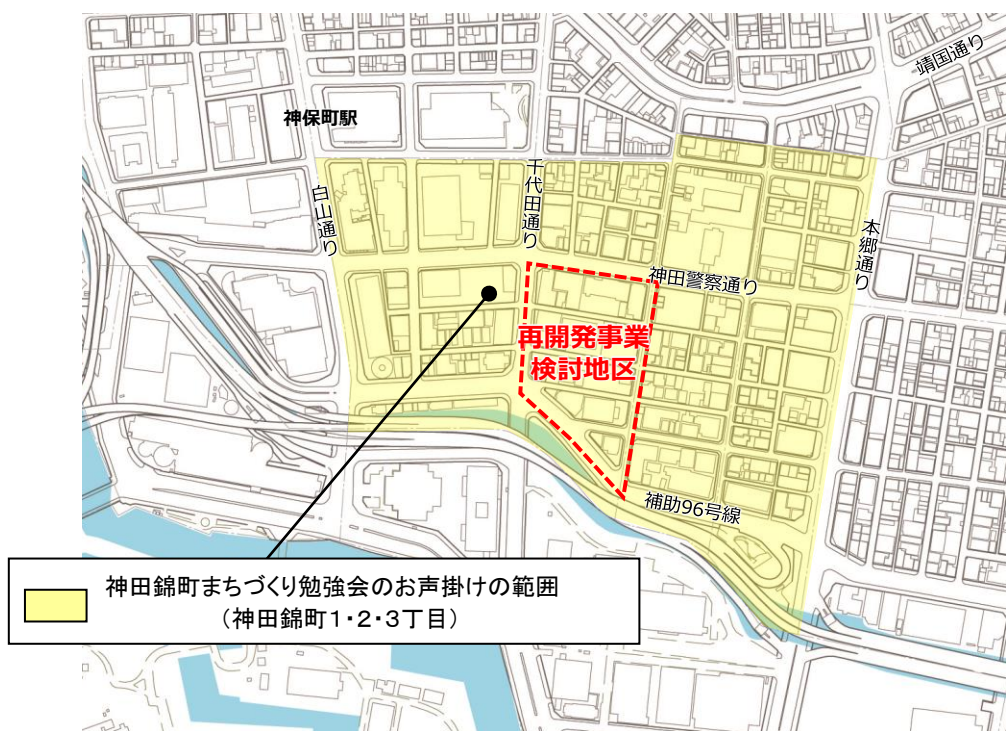 靖国通り
神保町駅
白山通り
千代田通り
本郷通り
神田警察通り
再開発事業
検討地区
補助96号線
神田錦町まちづくり勉強会のお声掛けの範囲
（神田錦町1・2・3丁目）